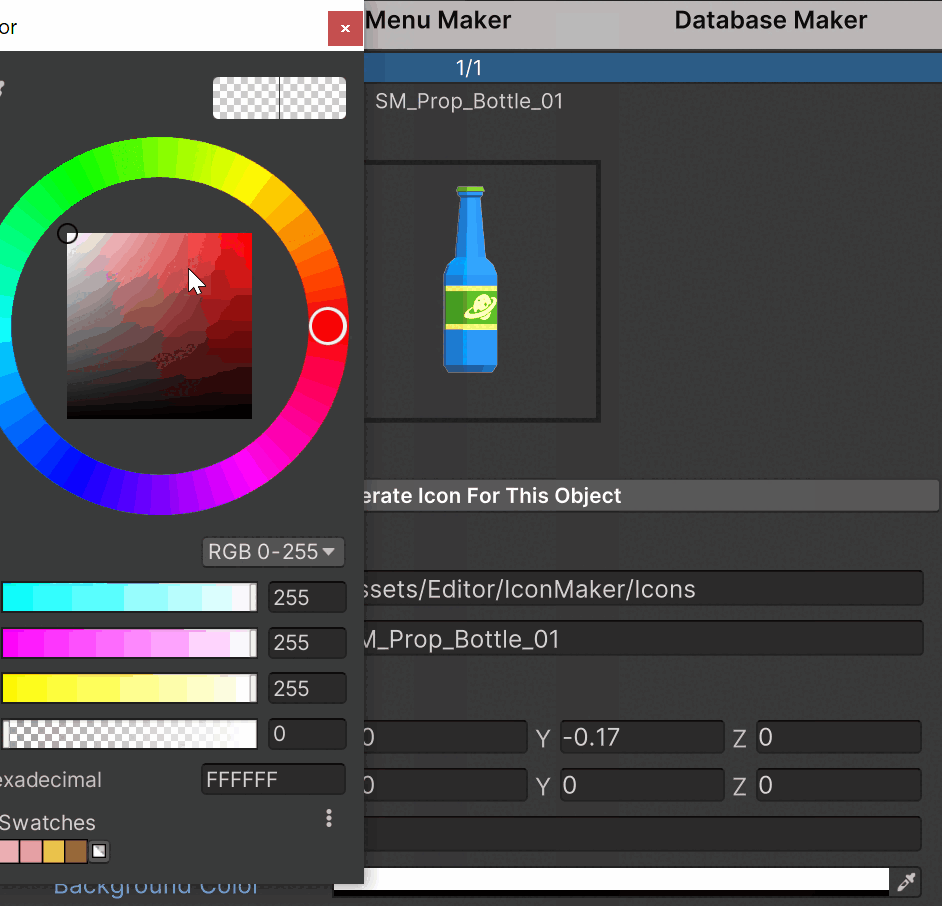 or
Menu Maker
Database Maker
1/1
SM_Prop_Bottle_01
erate Icon For This Object
RGB 0-255
255
ssets/Editor/IconMaker/Icons
255
M_Prop_Bottle_01
255
0
0 Y -0.17 Z 0
exadecimal FFFFFF
0 Y 0 Z 0
Swatches
Background Color